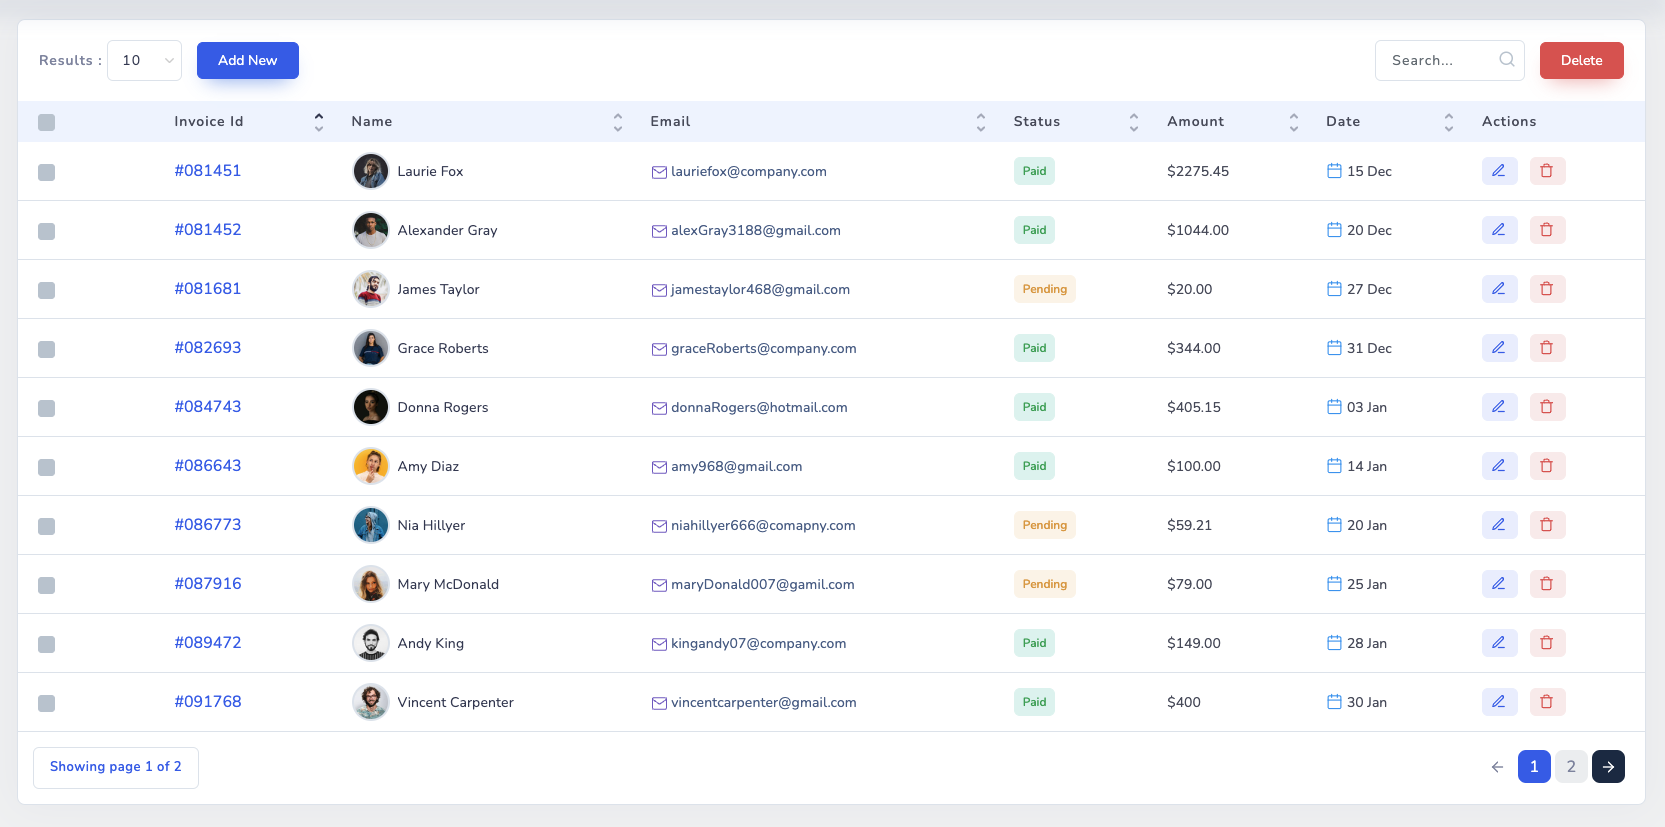 Results : 10 Add New Search... Delete
Invoice Id Name Email Status Amount Date Actions
#081451 Laurie Fox lauriefox@company.com Paid $2275.45 15 Dec
#081452 Alexander Gray alexGray3188@gmail.com Paid $1044.00 20 Dec
#081681 James Taylor jamestaylor468@gmail.com Pending $20.00 27 Dec
#082693 Grace Roberts graceRoberts@company.com Paid $344.00 31 Dec
#084743 Donna Rogers donnaRogers@hotmail.com Paid $405.15 03 Jan
#086643 Amy Diaz amy968@gmail.com Paid $100.00 14 Jan
#086773 Nia Hillyer niahillyer666@comapny.com Pending $59.21 20 Jan
#087916 Mary McDonald maryDonald007@gamil.com Pending $79.00 25 Jan
#089472 Andy King kingandy07@company.com Paid $149.00 28 Jan
#091768 Vincent Carpenter vincentcarpenter@gmail.com Paid $400 30 Jan
Showing page 1 of 2 1 2